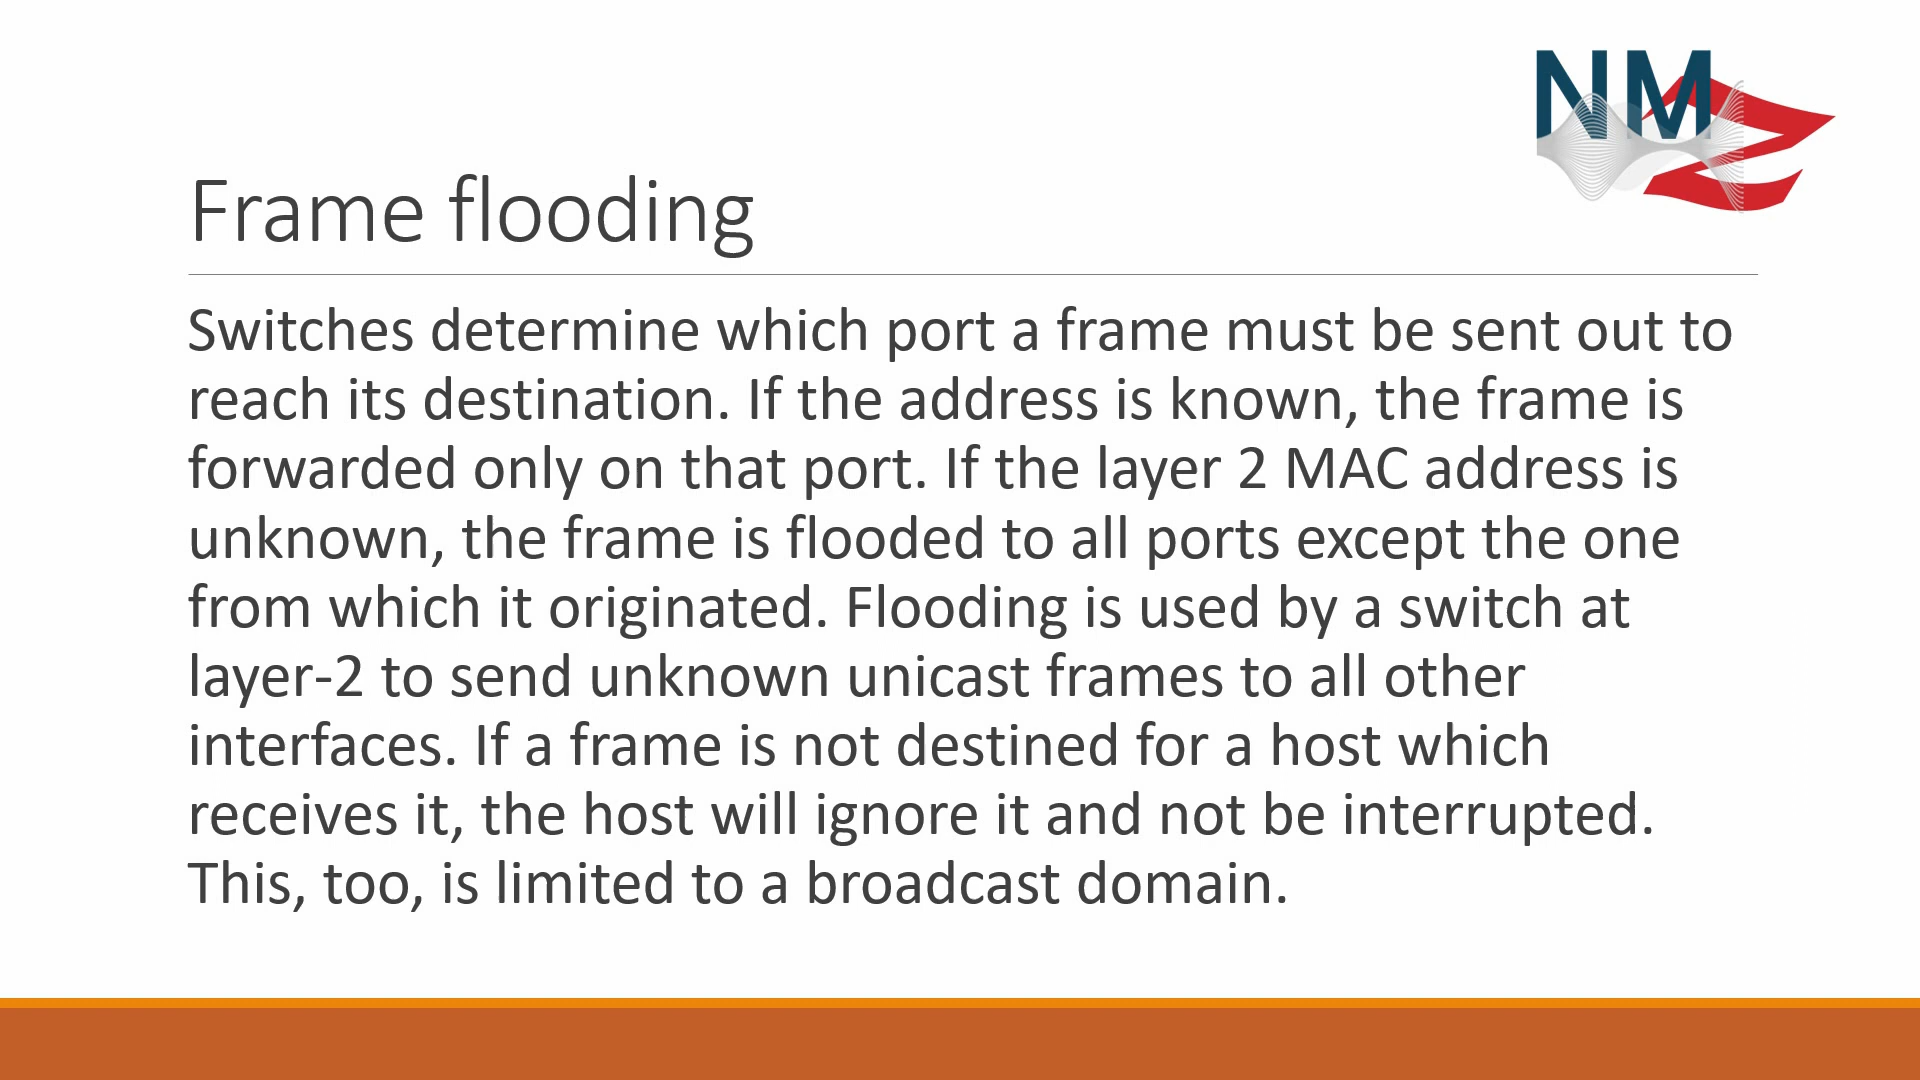 NM
Frame flooding
Switches determine which port a frame must be sent out to
reach its destination. If the address is known, the frame is
forwarded only on that port. If the layer 2 MAC address is
unknown, the frame is flooded to all ports except the one
from which it originated. Flooding is used by a switch at
layer-2 to send unknown unicast frames to all other
interfaces. If a frame is not destined for a host which
receives it, the host will ignore it and not be interrupted.
This, too, is limited to a broadcast domain.